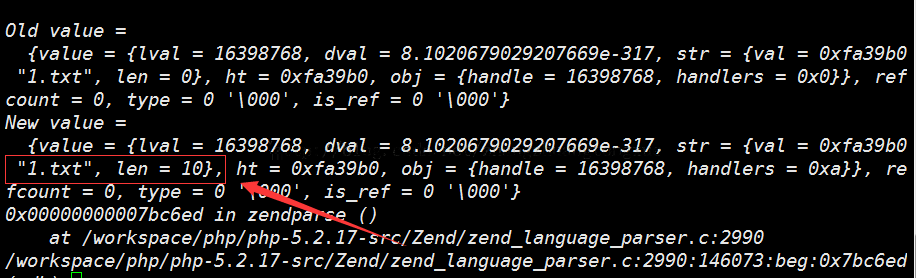 Old value =
  {value = {lval = 16398768, dval = 8.1020679029207669e-317, str = {val = 0xfa39b0
 "1.txt", len = 0}, ht = 0xfa39b0, obj = {handle = 16398768, handlers = 0x0}}, ref
count = 0, type = 0 '\000', is_ref = 0 '\000'}
New value =
  {value = {lval = 16398768, dval = 8.1020679029207669e-317, str = {val = 0xfa39b0
 "1.txt", len = 10}, ht = 0xfa39b0, obj = {handle = 16398768, handlers = 0xa}}, re
fcount = 0, type = 0 '\000', is_ref = 0 '\000'}
0x00000000007bc6ed in zendparse ()
    at /workspace/php/php-5.2.17-src/Zend/zend_language_parser.c:2990
/workspace/php/php-5.2.17-src/Zend/zend_language_parser.c:2990:146073:beg:0x7bc6ed